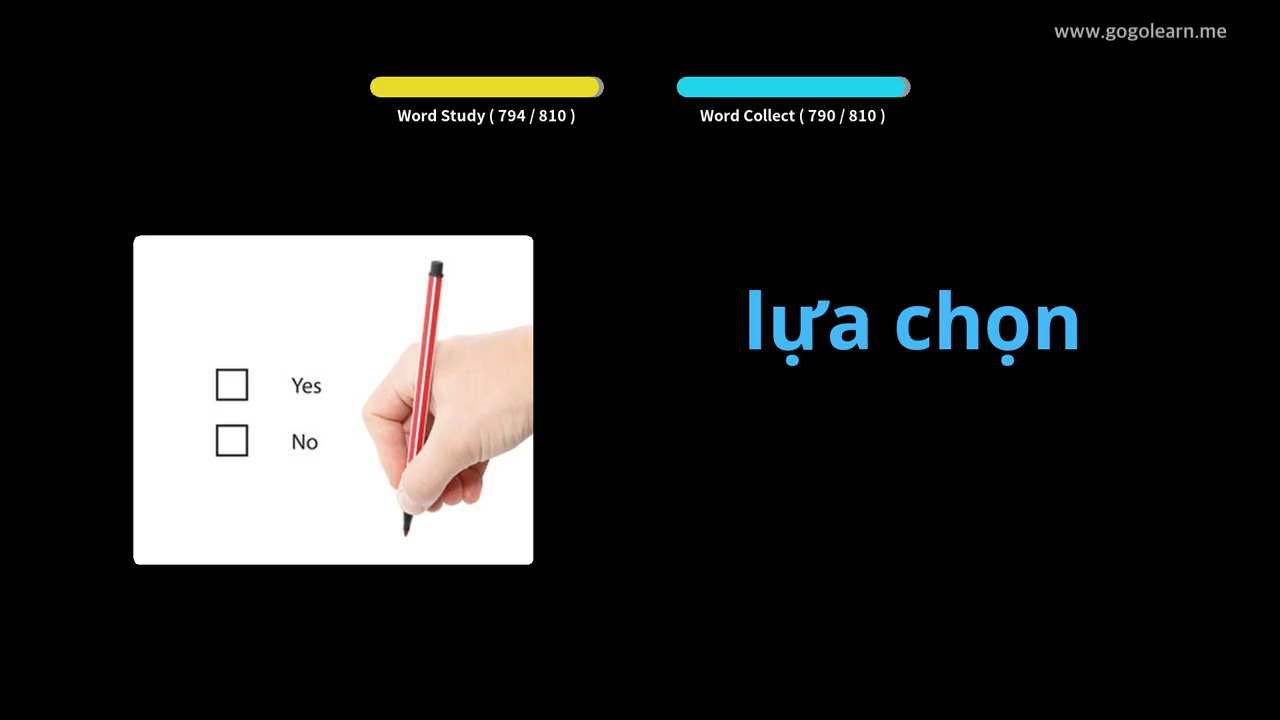 www.gogolearn.me
Word Study ( 794 / 810 )
Word Collect ( 790 / 810 )
lựa chọn
Yes
No